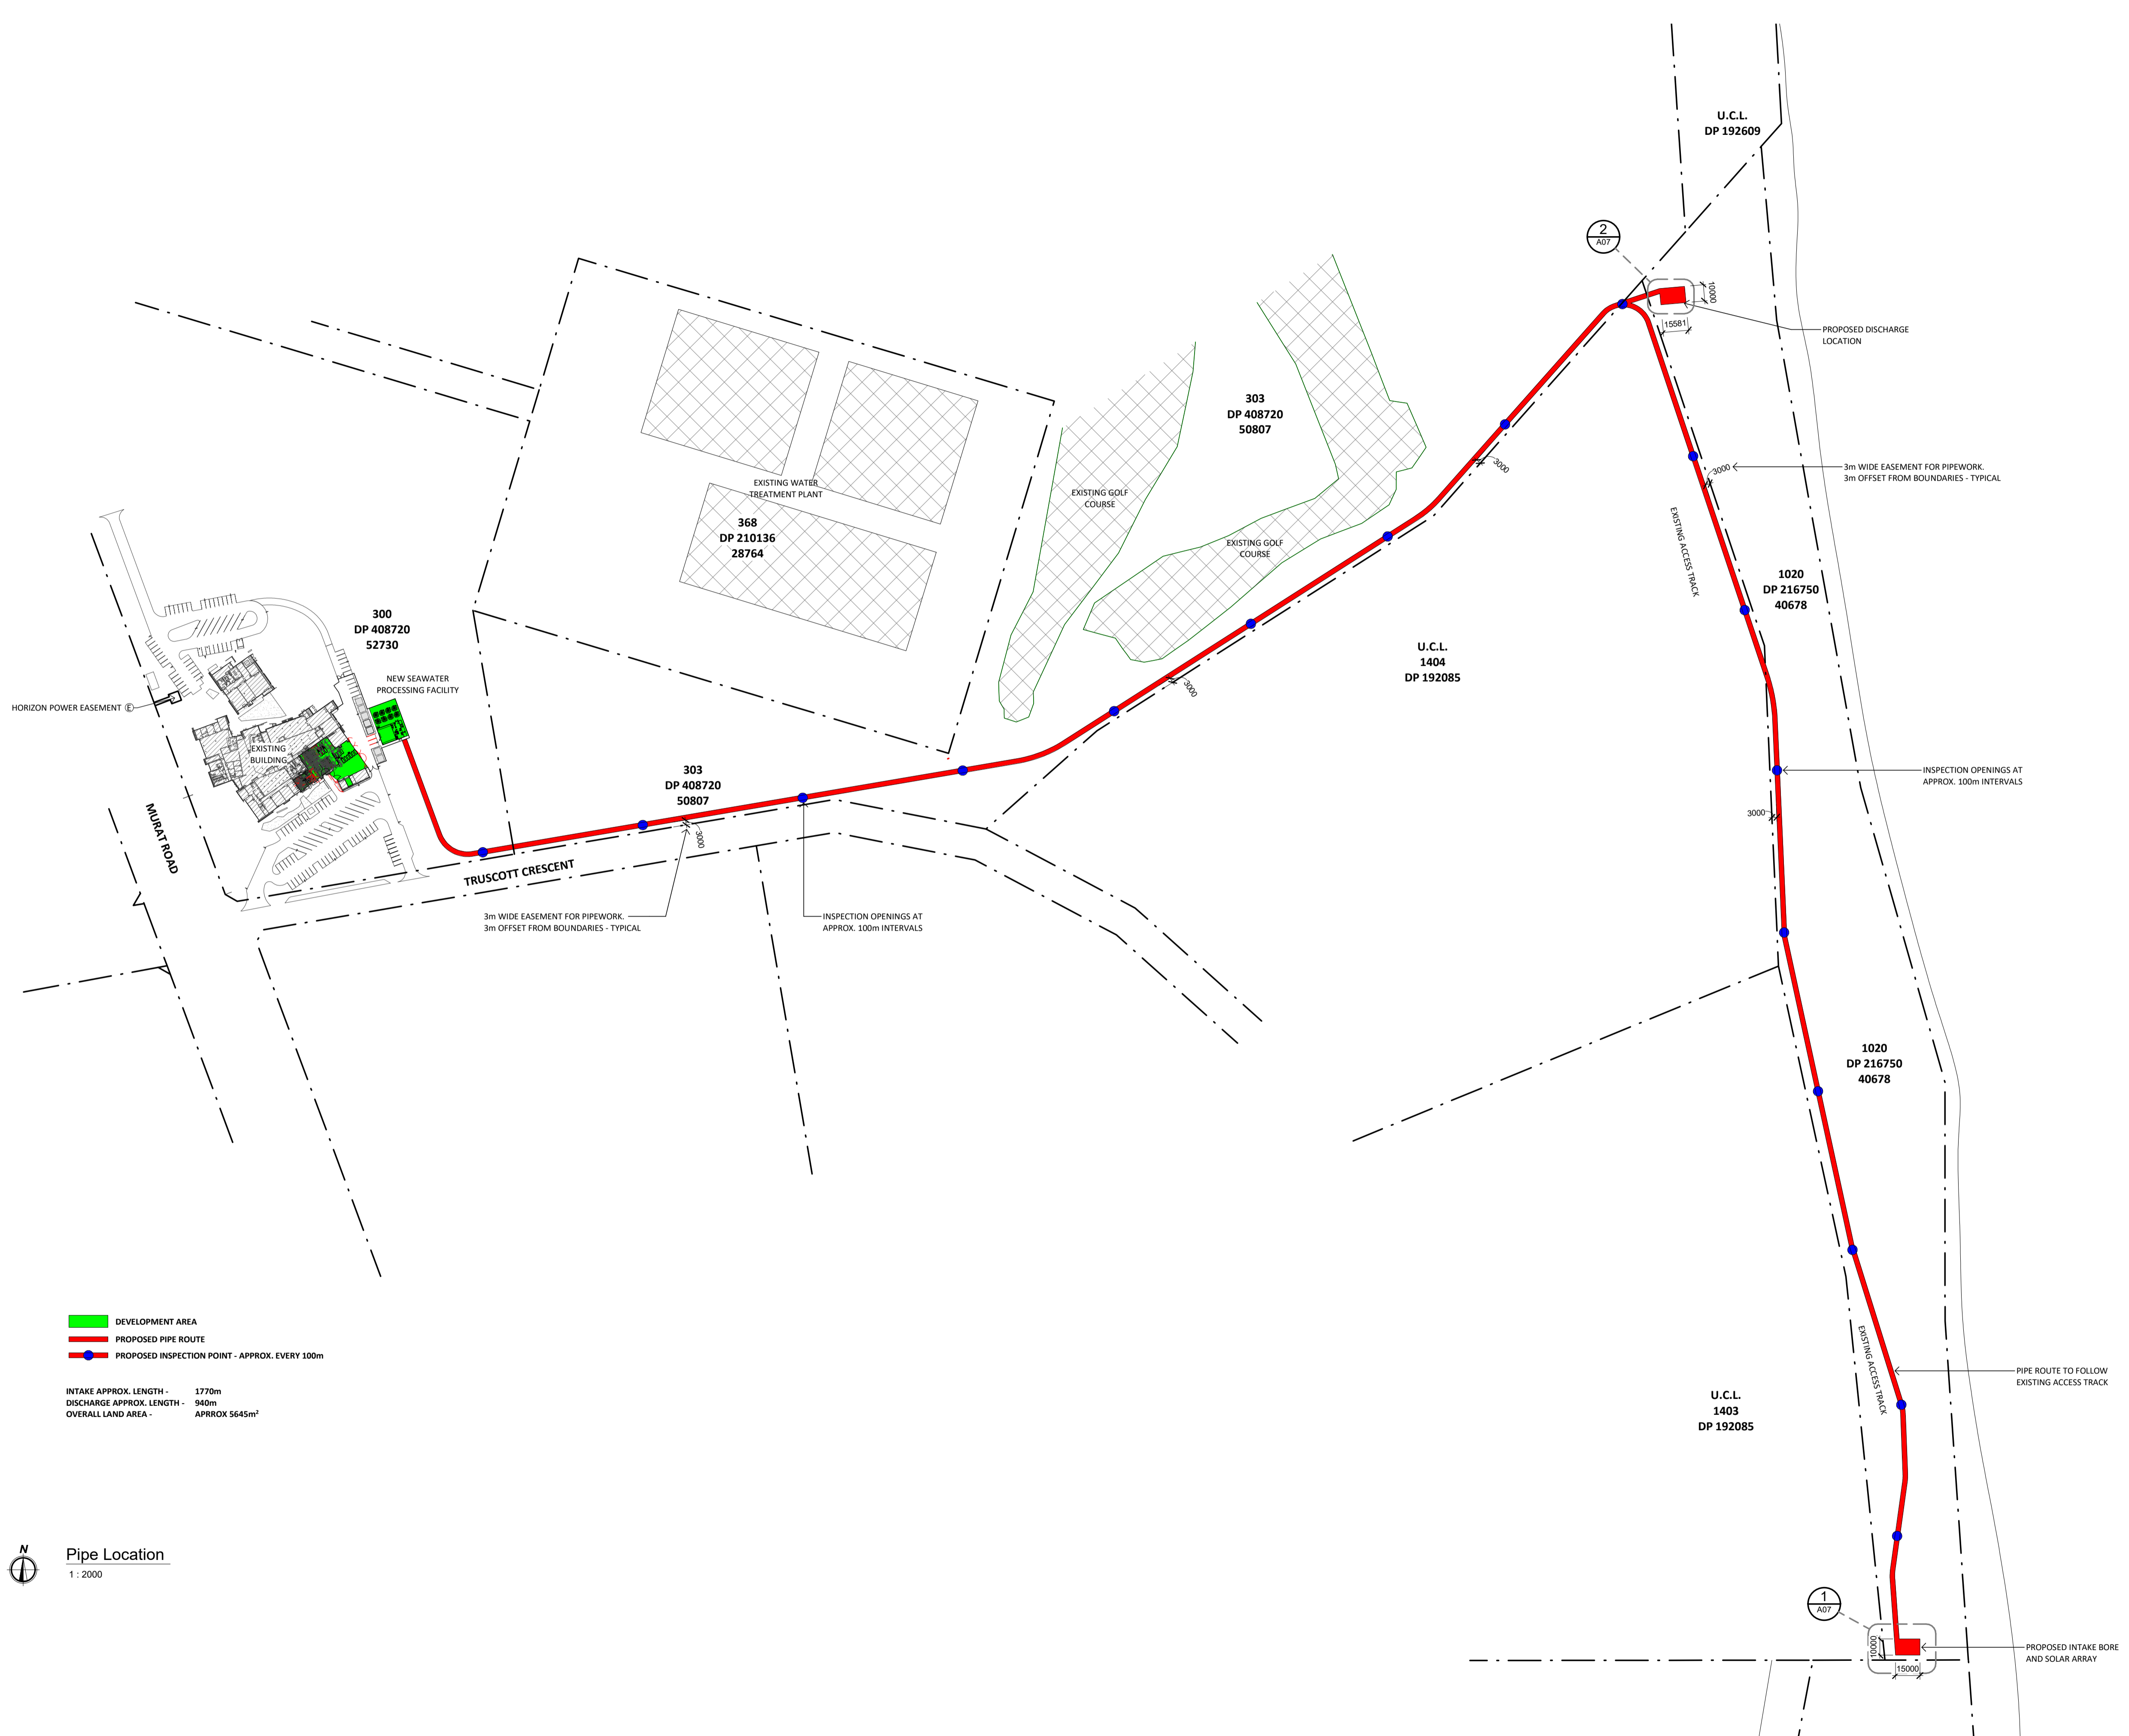 U.C.L.
DP 192609
2
A07
10000
15581
PROPOSED DISCHARGE
LOCATION
303
DP 408720
50807
3000
3000
3m WIDE EASEMENT FOR PIPEWORK.
3m OFFSET FROM BOUNDARIES - TYPICAL
EXISTING WATER
TREATMENT PLANT
EXISTING GOLF
COURSE
368
DP 210136
28764
EXISTING GOLF
COURSE
EXISTING ACCESS TRACK
1020
DP 216750
40678
300
DP 408720
52730
U.C.L.
1404
DP 192085
NEW SEAWATER
PROCESSING FACILITY
3000
HORIZON POWER EASEMENT E
EXISTING
BUILDING
303
DP 408720
50807
INSPECTION OPENINGS AT
APPROX. 100m INTERVALS
3000
MURAT ROAD
3000
TRUSCOTT CRESCENT
3m WIDE EASEMENT FOR PIPEWORK.
3m OFFSET FROM BOUNDARIES - TYPICAL
INSPECTION OPENINGS AT
APPROX. 100m INTERVALS
1020
DP 216750
40678
DEVELOPMENT AREA
PROPOSED PIPE ROUTE
PROPOSED INSPECTION POINT - APPROX. EVERY 100m
EXISTING ACCESS TRACK
PIPE ROUTE TO FOLLOW
EXISTING ACCESS TRACK
INTAKE APPROX. LENGTH - 1770m
DISCHARGE APPROX. LENGTH - 940m
OVERALL LAND AREA - APRROX 5645m²
U.C.L.
1403
DP 192085
N
Pipe Location
1 : 2000
1
A07
10000
15000
PROPOSED INTAKE BORE
AND SOLAR ARRAY